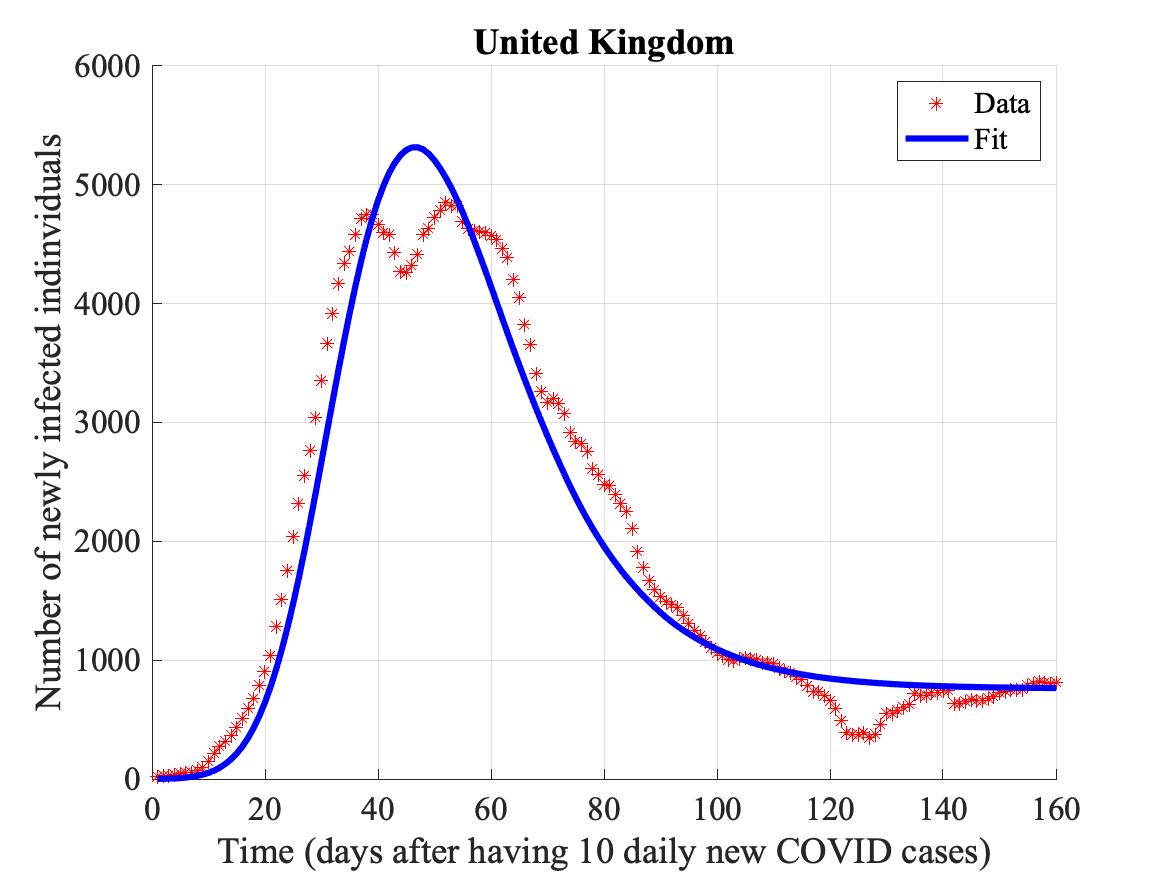 United Kingdom
Number of newly infected indinviduals
6000
5000
4000
3000
2000
1000
0
Data
Fit
0 20 40 60 80 100 120 140 160
Time (days after having 10 daily new COVID cases)